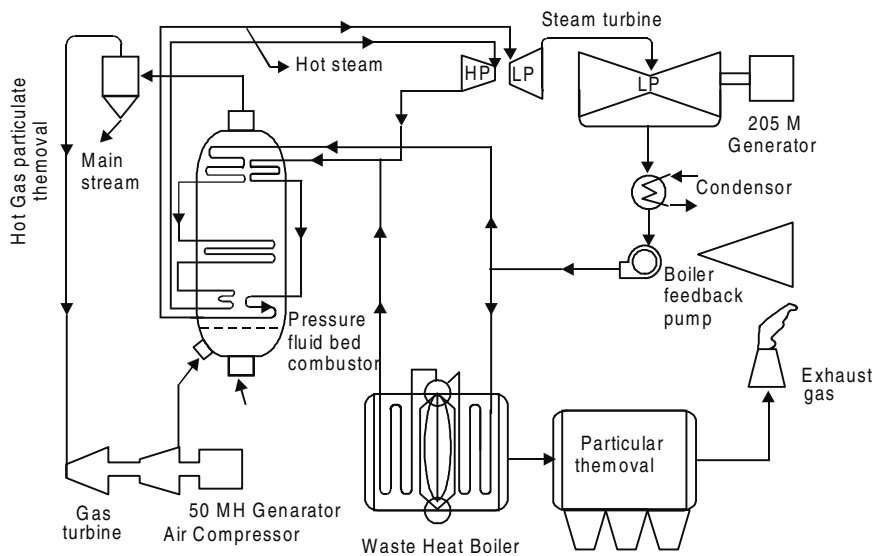 Steam turbine
Hot steam
HP
LP
LP
205 M
Generator
Hot Gas particulate
themoval
Main
stream
Condensor
Boiler
feedback
pump
Pressure
fluid bed
combustor
Exhaust
gas
Particular
themoval
Gas
turbine
50 MH Genarator
Air Compressor
Waste Heat Boiler